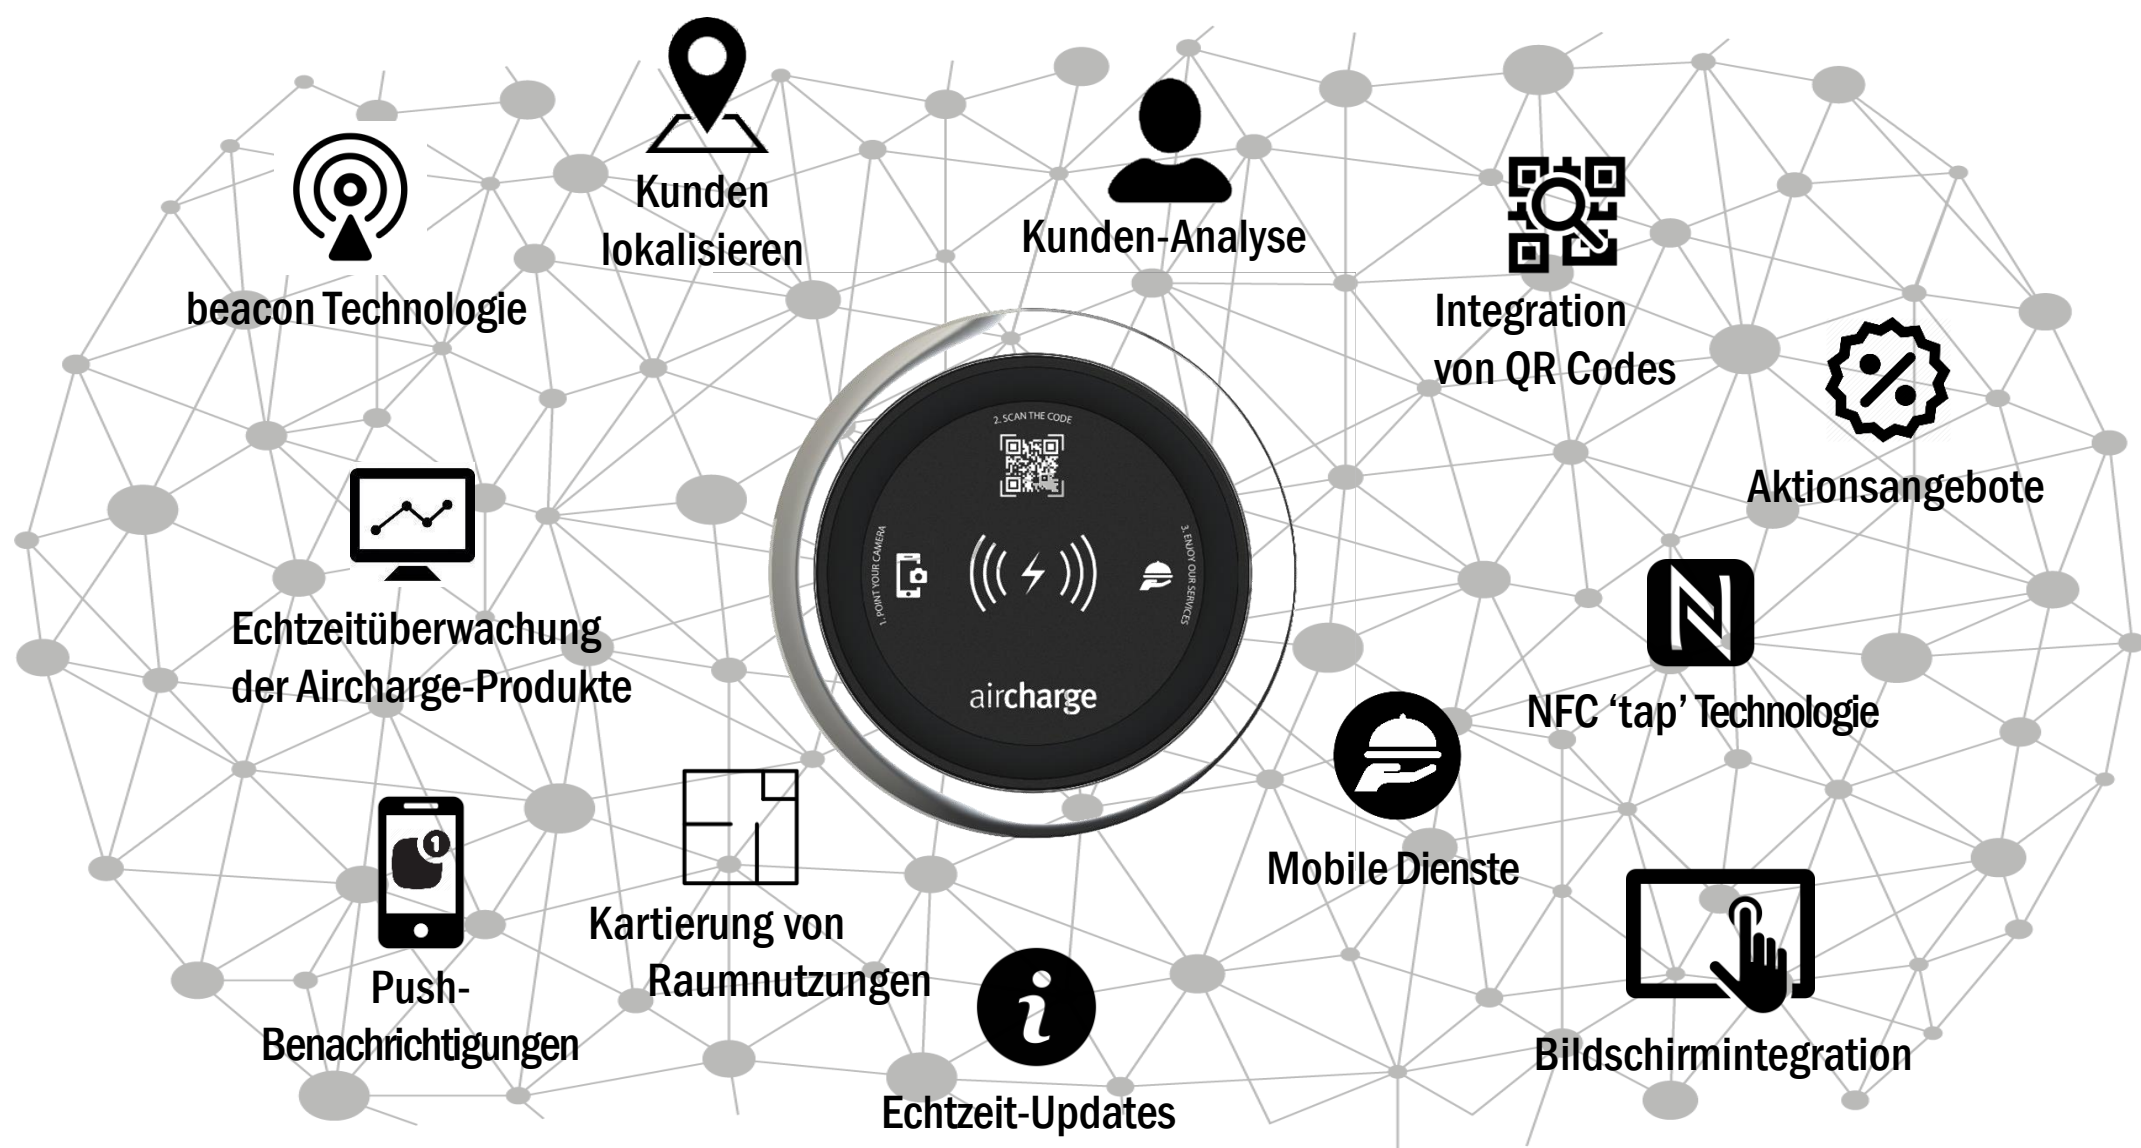 Kunden
lokalisieren
Kunden-Analyse
beacon Technologie
Integration
von QR Codes
Aktionsangebote
2. SCAN THE CODE
1. POINT YOUR CAMERA
3. ENJOY OUR SERVICES
aircharge
Echtzeitüberwachung
der Aircharge-Produkte
NFC ‘tap’ Technologie
Mobile Dienste
1
Kartierung von
Raumnutzungen
Push-
Benachrichtigungen
i
Echtzeit-Updates
Bildschirmintegration